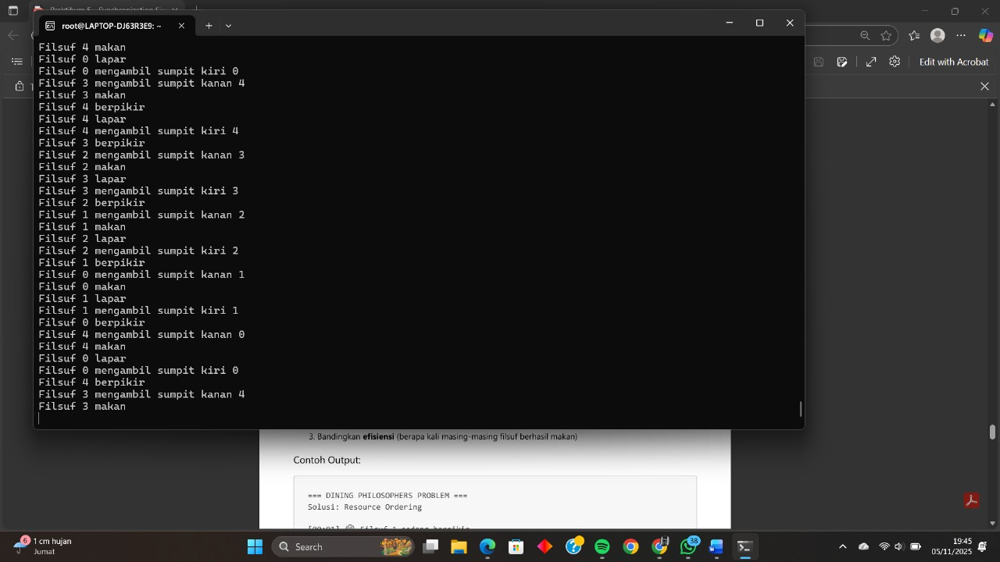 Praktikum 5 - Synchronization
root@LAPTOP-DJ63R3E9: ~
Edit with Acrobat
Filsuf 4 makan
Filsuf 0 lapar
Filsuf 0 mengambil sumpit kiri 0
Filsuf 3 mengambil sumpit kanan 4
Filsuf 3 makan
Filsuf 4 berpikir
Filsuf 4 lapar
Filsuf 4 mengambil sumpit kiri 4
Filsuf 3 berpikir
Filsuf 2 mengambil sumpit kanan 3
Filsuf 2 makan
Filsuf 3 lapar
Filsuf 3 mengambil sumpit kiri 3
Filsuf 2 berpikir
Filsuf 1 mengambil sumpit kanan 2
Filsuf 1 makan
Filsuf 2 lapar
Filsuf 2 mengambil sumpit kiri 2
Filsuf 1 berpikir
Filsuf 0 mengambil sumpit kanan 1
Filsuf 0 makan
Filsuf 1 lapar
Filsuf 1 mengambil sumpit kiri 1
Filsuf 0 berpikir
Filsuf 4 mengambil sumpit kanan 0
Filsuf 4 makan
Filsuf 0 lapar
Filsuf 0 mengambil sumpit kiri 0
Filsuf 4 berpikir
Filsuf 3 mengambil sumpit kanan 4
Filsuf 3 makan
3. Bandingkan efisiensi (berapa kali masing-masing filsuf berhasil makan)
Contoh Output:
=== DINING PHILOSOPHERS PROBLEM ===
Solusi: Resource Ordering
6
1 cm hujan
Jumat
Search
38
19:45
05/11/2025